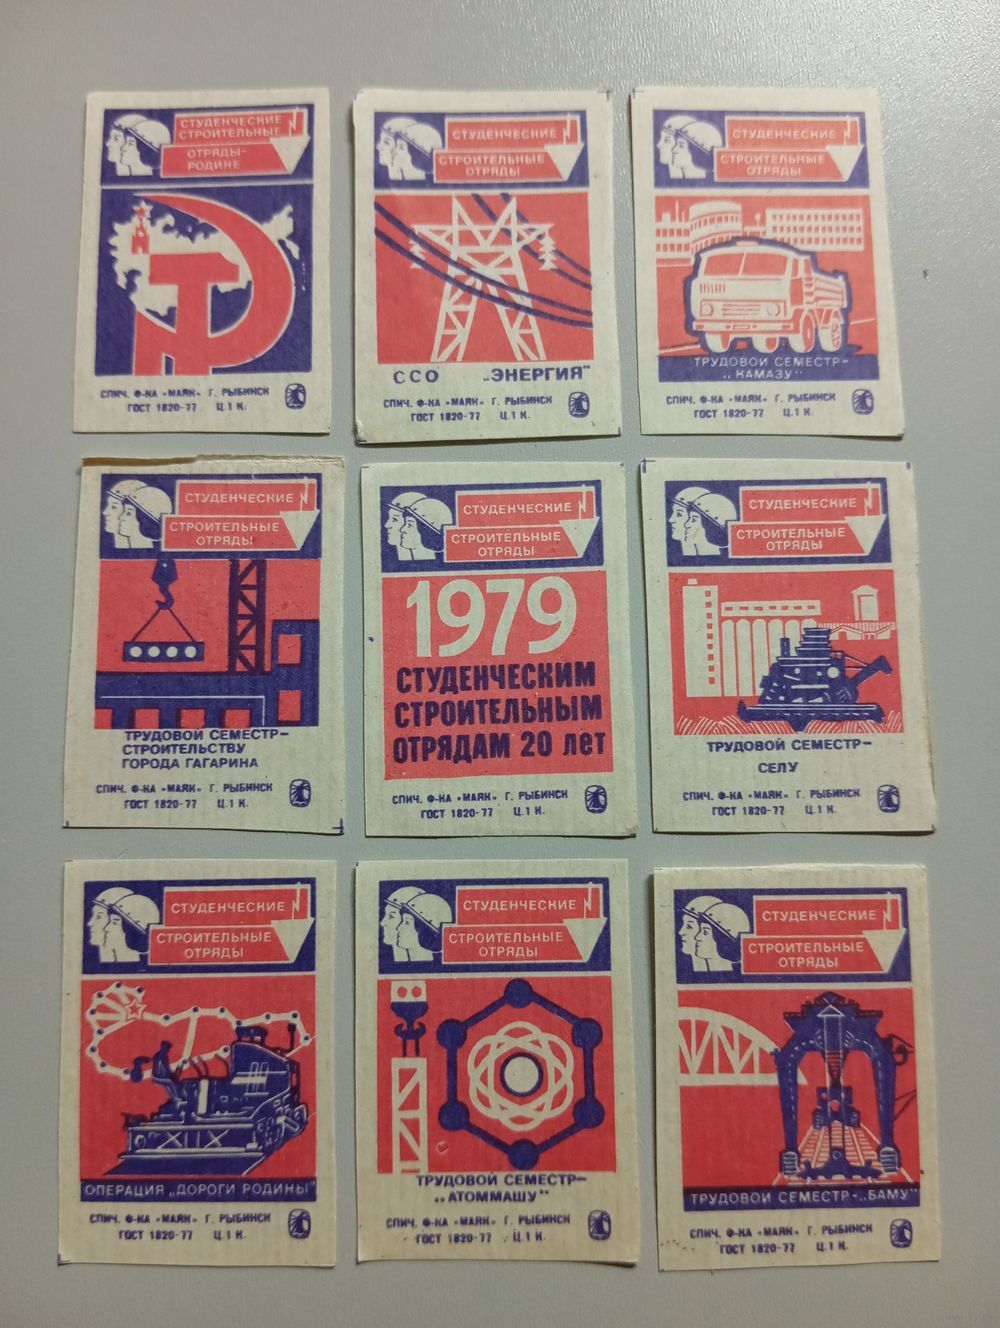 СТУДЕНЧЕСКИЕ
СТРОИТЕЛЬНЫЕ
ОТРЯДЫ-
РОДИНЕ
СПИЧ. Ф-КА «МАЯК» Г. РЫБИНСК
ГОСТ 1820-77 Ц.1 К.
СТУДЕНЧЕСКИЕ
СТРОИТЕЛЬНЫЕ
ОТРЯДЫ
ССО „ЭНЕРГИЯ"
СПИЧ. Ф-КА «МАЯК» Г. РЫБИНСК
ГОСТ 1820-77 Ц.1 К.
СТУДЕНЧЕСКИЕ
СТРОИТЕЛЬНЫЕ
ОТРЯДЫ
ТРУДОВОЙ СЕМЕСТР-
„КАМАЗУ"
СПИЧ. Ф-КА «МАЯК» Г. РЫБИНСК
ГОСТ 1820-77 Ц.1 К.
СТУДЕНЧЕСКИЕ
СТРОИТЕЛЬНЫЕ
ОТРЯДЫ
ТРУДОВОЙ СЕМЕСТР-
СТРОИТЕЛЬСТВУ
ГОРОДА ГАГАРИНА
СПИЧ. Ф-КА «МАЯК» Г. РЫБИНСК
ГОСТ 1820-77 Ц.1 К.
СТУДЕНЧЕСКИЕ
СТРОИТЕЛЬНЫЕ
ОТРЯДЫ
1979
СТУДЕНЧЕСКИМ
СТРОИТЕЛЬНЫМ
ОТРЯДАМ 20 лет
СПИЧ. Ф-КА «МАЯК» Г. РЫБИНСК
ГОСТ 1820-77 Ц.1 К.
СТУДЕНЧЕСКИЕ
СТРОИТЕЛЬНЫЕ
ОТРЯДЫ
ТРУДОВОЙ СЕМЕСТР-
СЕЛУ
СПИЧ. Ф-КА «МАЯК» Г. РЫБИНСК
ГОСТ 1820-77 Ц.1 К.
СТУДЕНЧЕСКИЕ
СТРОИТЕЛЬНЫЕ
ОТРЯДЫ
ОПЕРАЦИЯ „ДОРОГИ РОДИНЫ"
СПИЧ. Ф-КА «МАЯК» Г. РЫБИНСК
ГОСТ 1820-77 Ц.1 К.
СТУДЕНЧЕСКИЕ
СТРОИТЕЛЬНЫЕ
ОТРЯДЫ
ТРУДОВОЙ СЕМЕСТР-
„АТОММАШУ"
СПИЧ. Ф-КА «МАЯК» Г. РЫБИНСК
ГОСТ 1820-77 Ц.1 К.
СТУДЕНЧЕСКИЕ
СТРОИТЕЛЬНЫЕ
ОТРЯДЫ
ТРУДОВОЙ СЕМЕСТР-„БАМУ"
СПИЧ. Ф-КА «МАЯК» Г. РЫБИНСК
ГОСТ 1820-77 Ц.1 К.